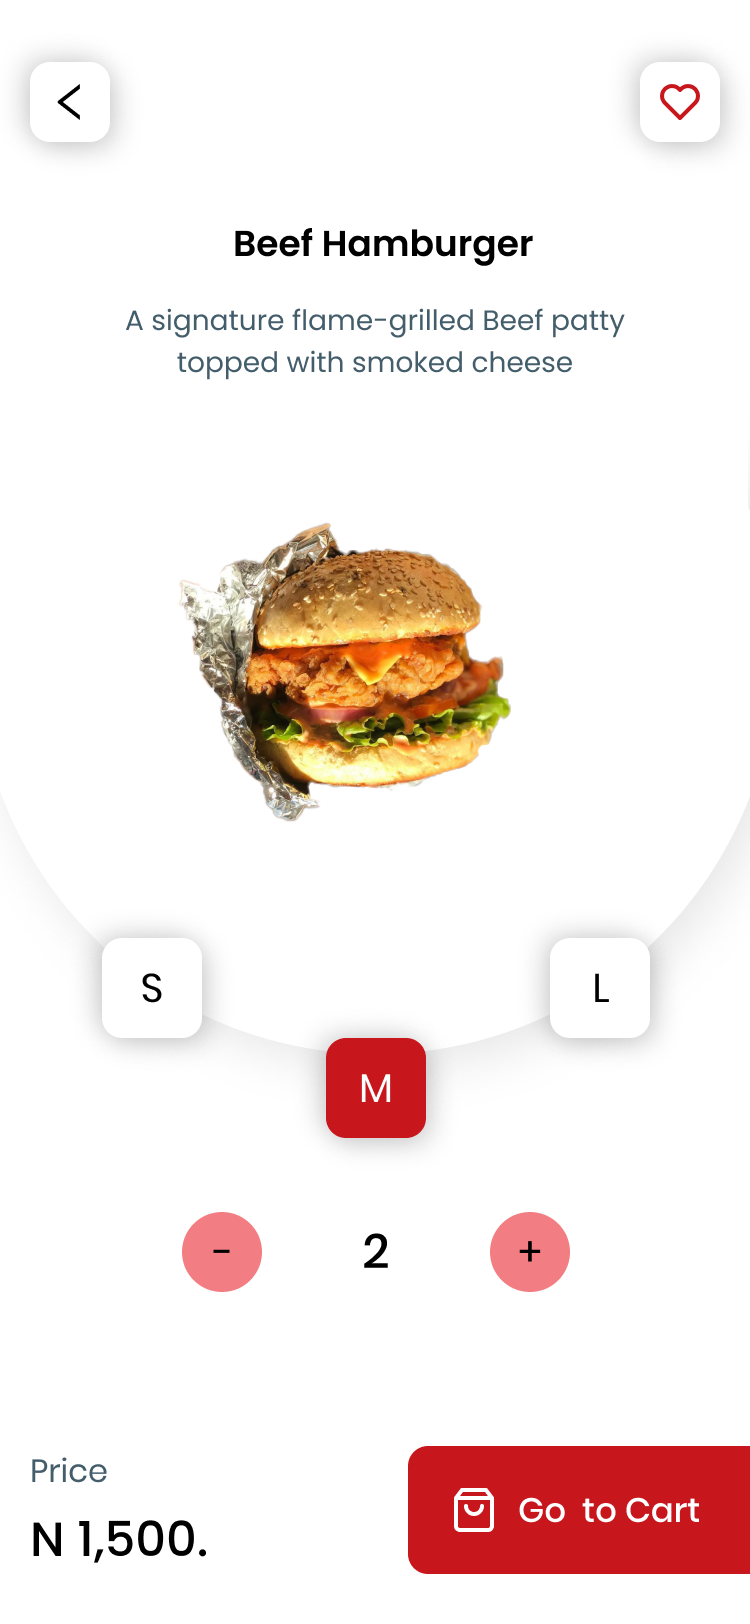 Beef Hamburger
A signature flame-grilled Beef patty
topped with smoked cheese
S
L
M
- 2 +
Price
N 1,500.
Go to Cart